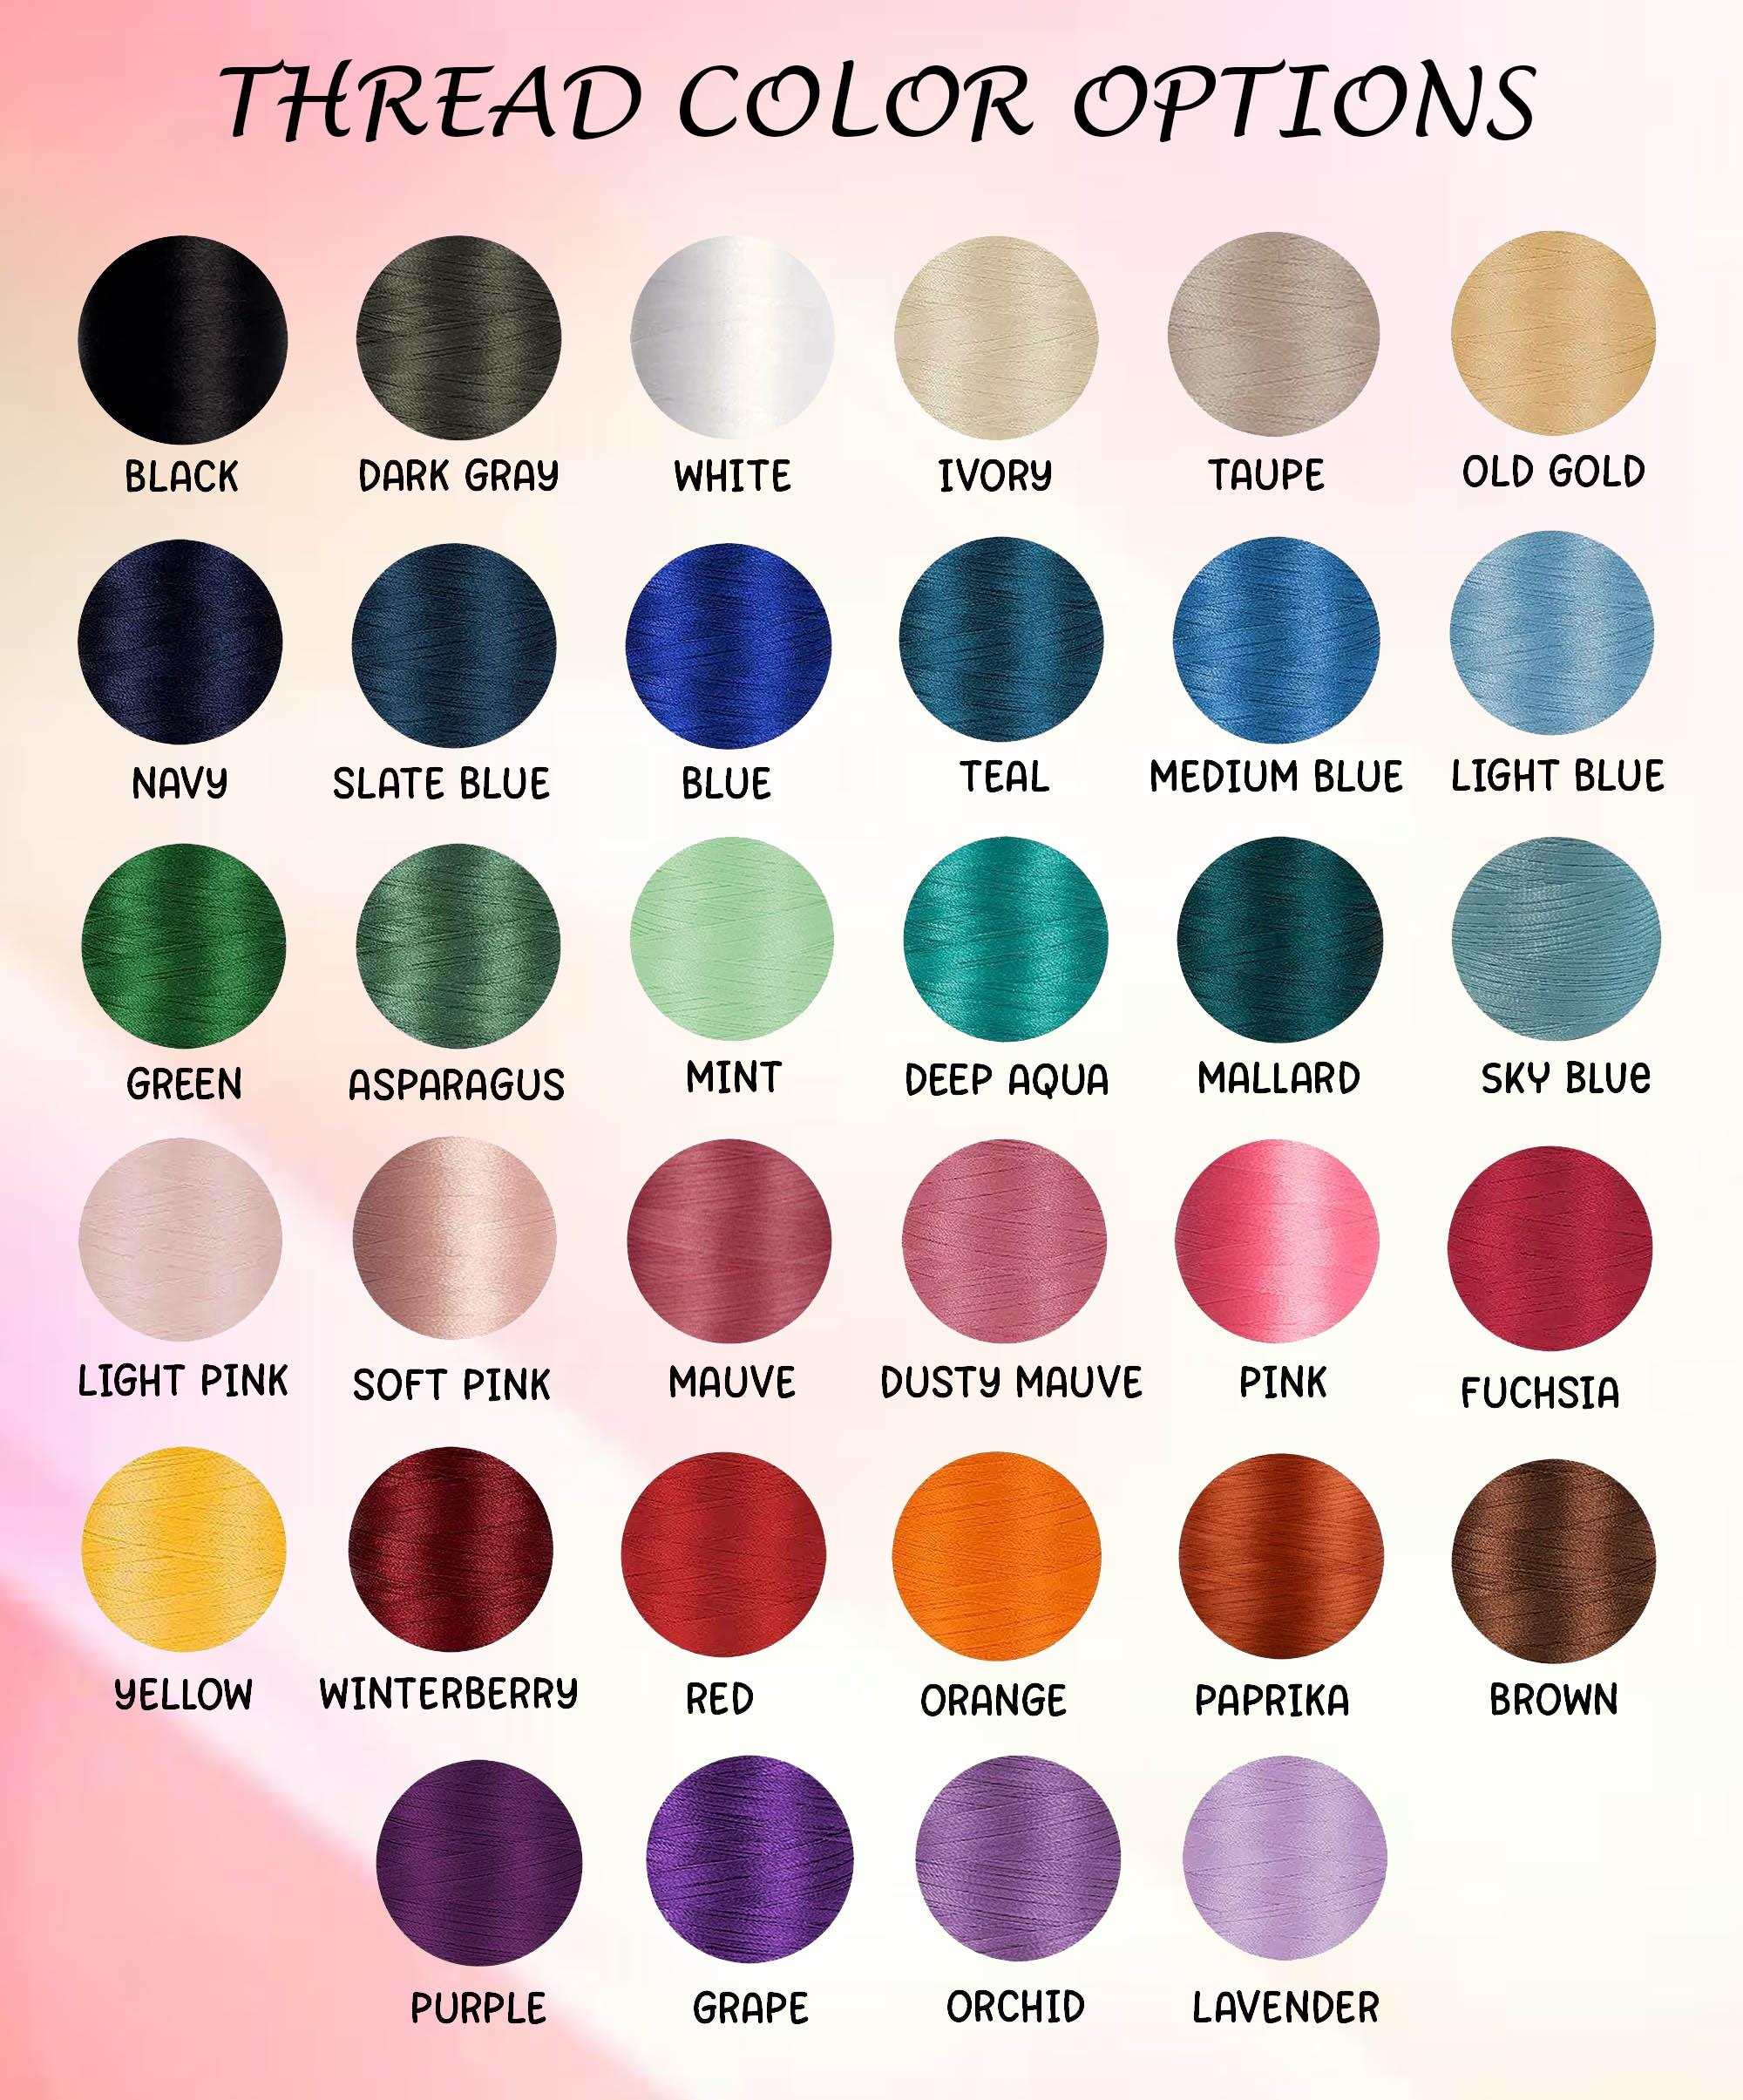 THREAD COLOR OPTIONS
BLACK DARK GRAY WHITE IVORY TAUPE OLD GOLD
NAVY SLATE BLUE BLUE TEAL MEDIUM BLUE LIGHT BLUE
GREEN ASPARAGUS MINT DEEP AQUA MALLARD SKY BLUe
LIGHT PINK SOFT PINK MAUVE DUSTY MAUVE PINK FUCHSIA
YELLOW WINTERBERRY RED ORANGE PAPRIKA BROWN
PURPLE GRAPE ORCHID LAVENDER